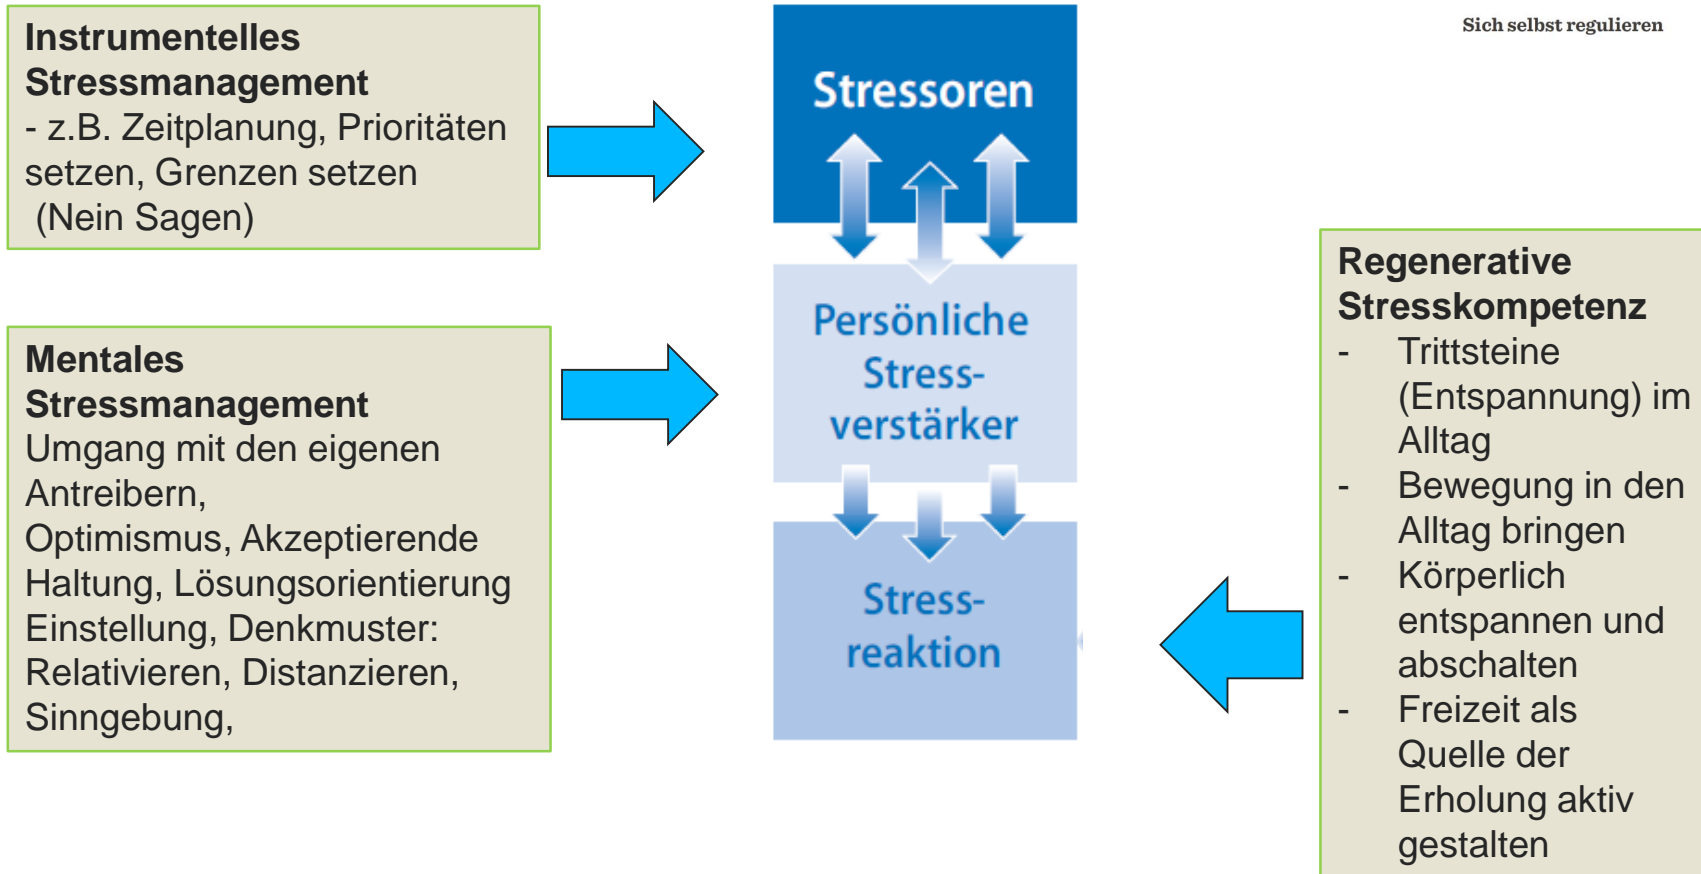 Sich selbst regulieren
Instrumentelles
Stressmanagement
- z.B. Zeitplanung, Prioritäten
setzen, Grenzen setzen
(Nein Sagen)
Mentales
Stressmanagement
Umgang mit den eigenen
Antreibern,
Optimismus, Akzeptierende
Haltung, Lösungsorientierung
Einstellung, Denkmuster:
Relativieren, Distanzieren,
Sinngebung,
Stressoren
Persönliche
Stress-
verstärker
Stress-
reaktion
Regenerative
Stresskompetenz
- Trittsteine
(Entspannung) im
Alltag
- Bewegung in den
Alltag bringen
- Körperlich
entspannen und
abschalten
- Freizeit als
Quelle der
Erholung aktiv
gestalten